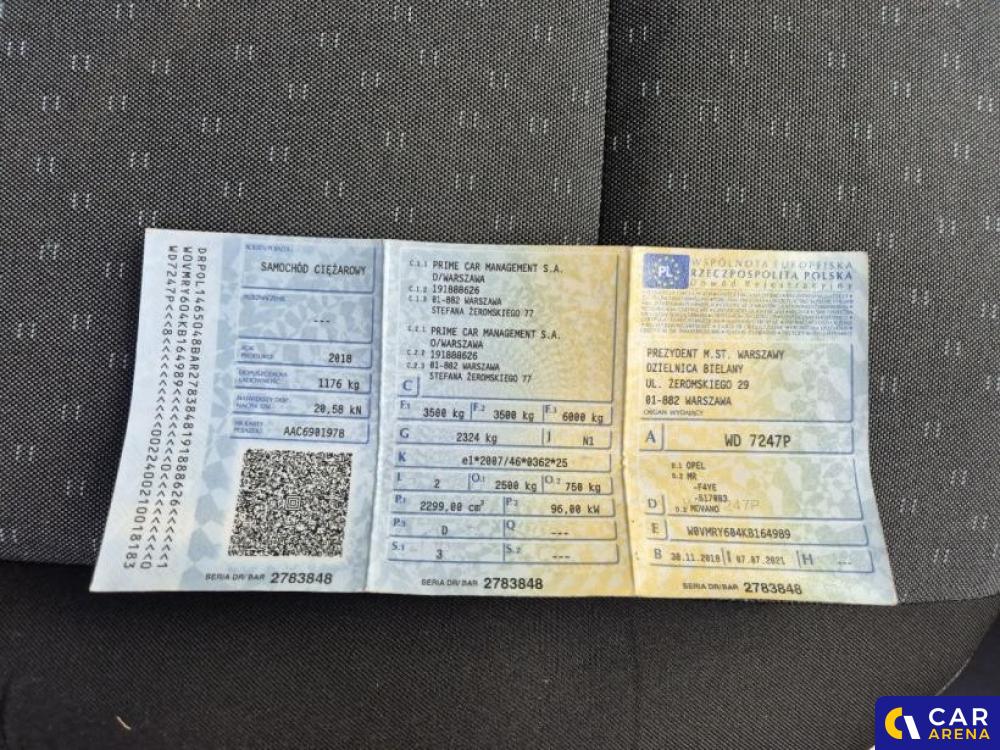 DRPOL1465048BAR2783848191888626<<<<<1
W0VMRY604KB164989<<<<<<<
WD7247P<<8<<<
RODZAJ POJAZDU
SAMOCHÓD CIĘŻAROWY
PRZEZNACZENIE
---
ROK PRODUKCJI
2018
DOPUSZCZALNA ŁADOWNOŚĆ
1176 kg
20,58 kN
NR KARTY POJAZDU
AAC6901978
SERIA DR/BAR 2783848
C.1.1 PRIME CAR MANAGEMENT S.A.
O/WARSZAWA
C.1.2 191888626
C.1.3 01-882 WARSZAWA
STEFANA ŻEROMSKIEGO 77
C.2.1 PRIME CAR MANAGEMENT S.A.
O/WARSZAWA
C.2.2 191888626
C.2.3 01-882 WARSZAWA
STEFANA ŻEROMSKIEGO 77
C
F.1 3500 kg F.2 3500 kg F.3 6000 kg
G 2324 kg J N1
K e1*2007/46*0362*25
L 2 O.1 2500 kg O.2 750 kg
P.1 2299,00 cm³ P.2 96,00 kW
P.3 D Q ---
S.1 3 S.2 ---
SERIA DR/BAR 2783848
PL
WSPÓLNOTA EUROPEJSKA
RZECZPOSPOLITA POLSKA
Dowód Rejestracyjny
PREZYDENT M.ST. WARSZAWY
DZIELNICA BIELANY
UL. ŻEROMSKIEGO 29
01-882 WARSZAWA
ORGAN WYDAJĄCY
A WD 7247P
D.1 OPEL
D.2 MR
-F4YE
D D.3 MOVANO
E W0VMRY604KB164989
B 30.11.2018 I 07.07.2021 H ---
SERIA DR/BAR 2783848
CAR
ARENA